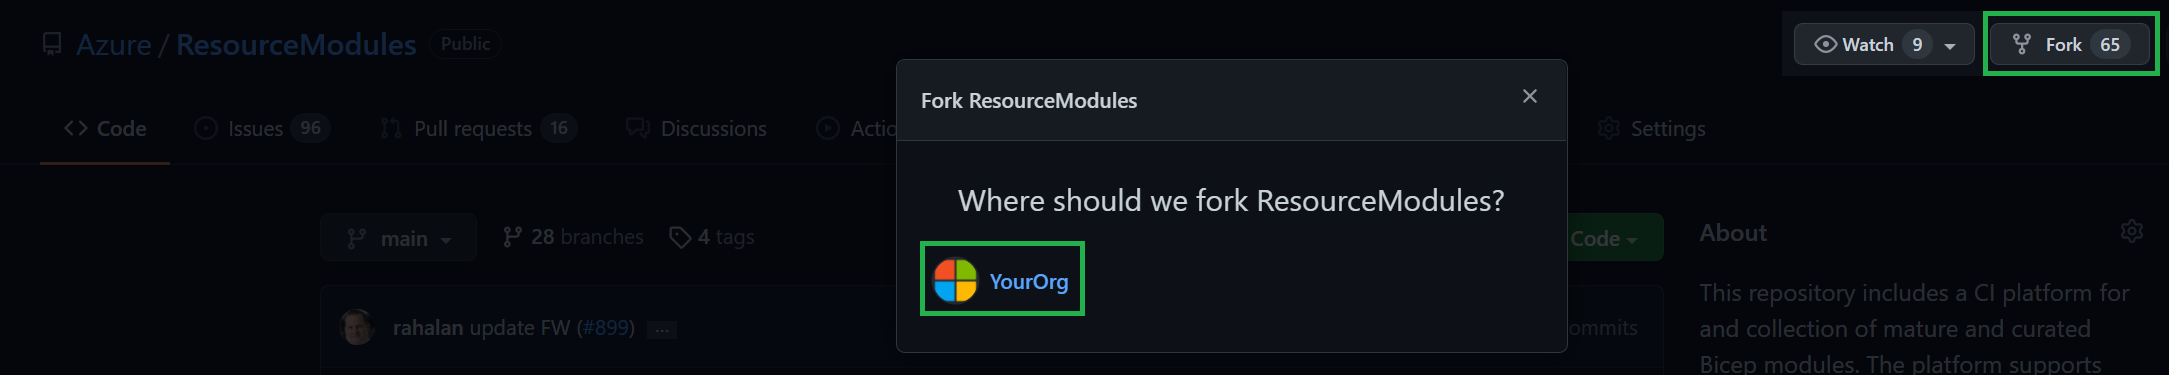 Azure / ResourceModules Public
Watch 9
Fork 65
Code
Issues 96
Pull requests 16
Discussions
Actio
Settings
Fork ResourceModules
Where should we fork ResourceModules?
YourOrg
main
28 branches
4 tags
Code
rahalan update FW (#899) ...
ommits
About
This repository includes a CI platform for
and collection of mature and curated
Bicep modules. The platform supports